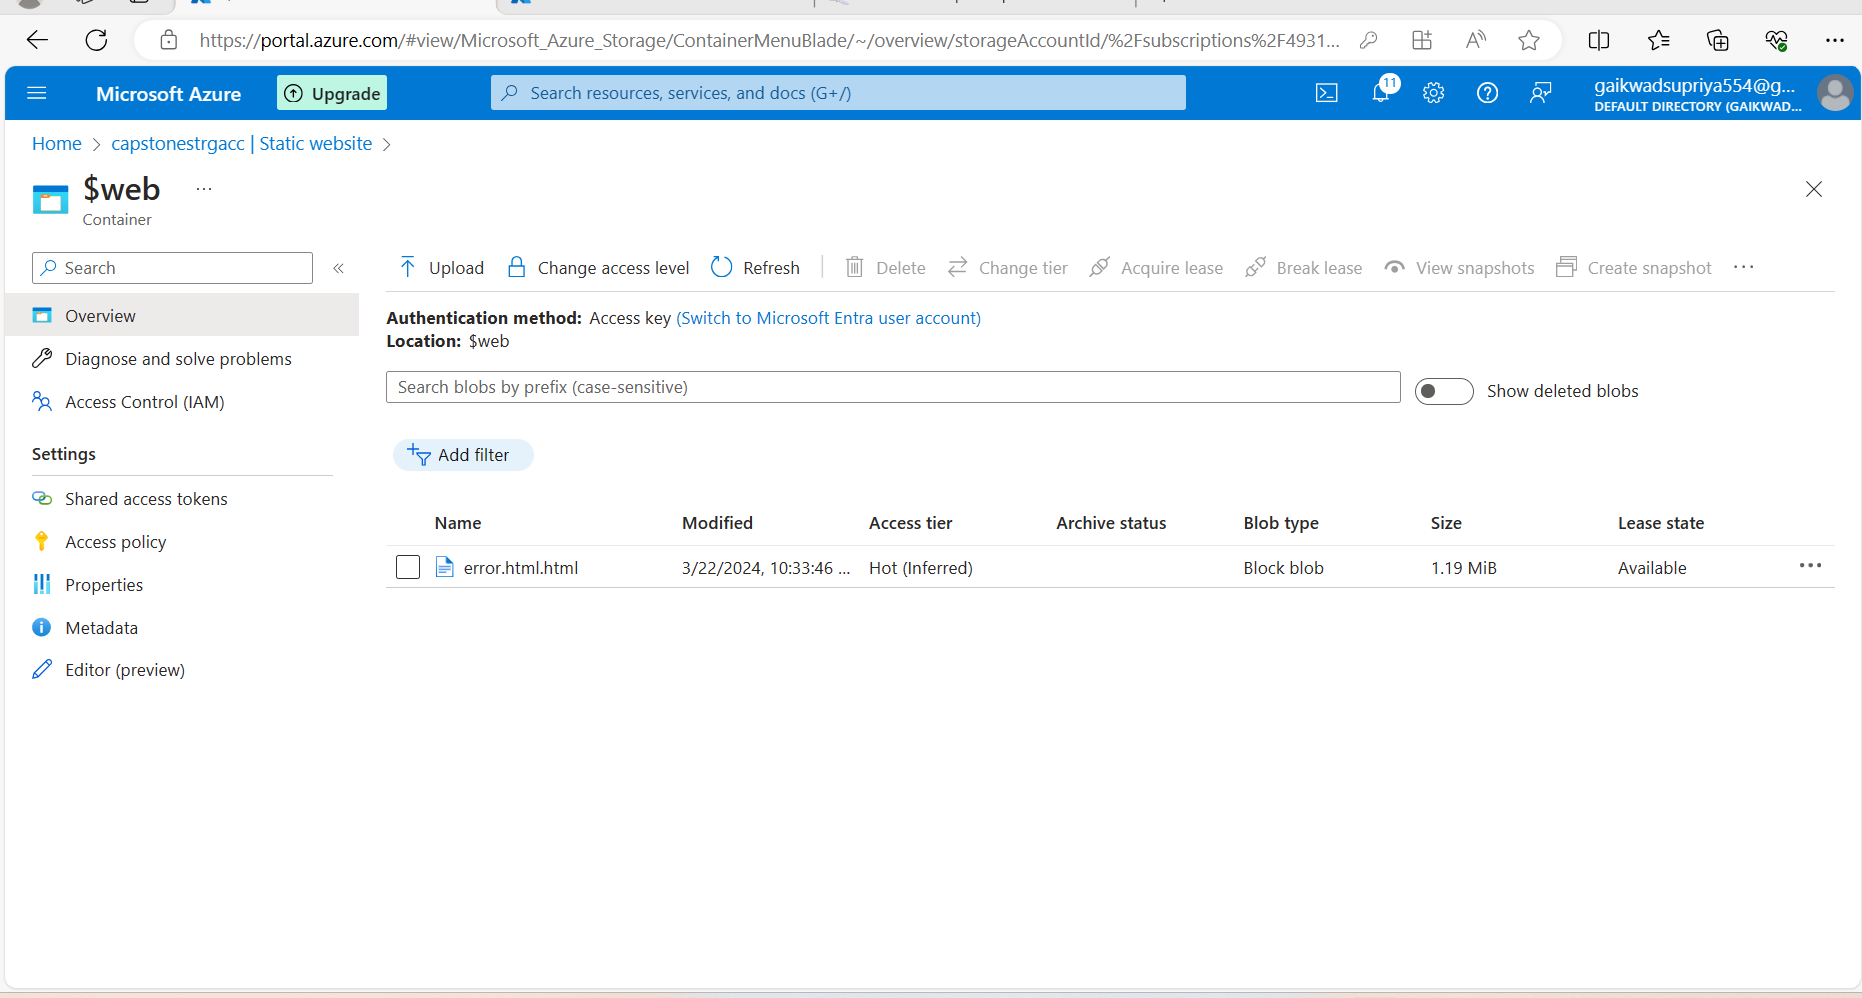 https://portal.azure.com/#view/Microsoft_Azure_Storage/ContainerMenuBlade/~/overview/storageAccountId/%2Fsubscriptions%2F4931...
Microsoft Azure
Upgrade
Search resources, services, and docs (G+/)
11
gaikwadsupriya554@g...
DEFAULT DIRECTORY (GAIKWAD...
Home > capstonestrgacc | Static website >
$web
Container
Search
Upload
Change access level
Refresh
Delete
Change tier
Acquire lease
Break lease
View snapshots
Create snapshot
Overview
Diagnose and solve problems
Access Control (IAM)
Settings
Shared access tokens
Access policy
Properties
Metadata
Editor (preview)
Authentication method: Access key (Switch to Microsoft Entra user account)
Location: $web
Search blobs by prefix (case-sensitive)
Show deleted blobs
Add filter
Name Modified Access tier Archive status Blob type Size Lease state
error.html.html 3/22/2024, 10:33:46 ... Hot (Inferred) Block blob 1.19 MiB Available